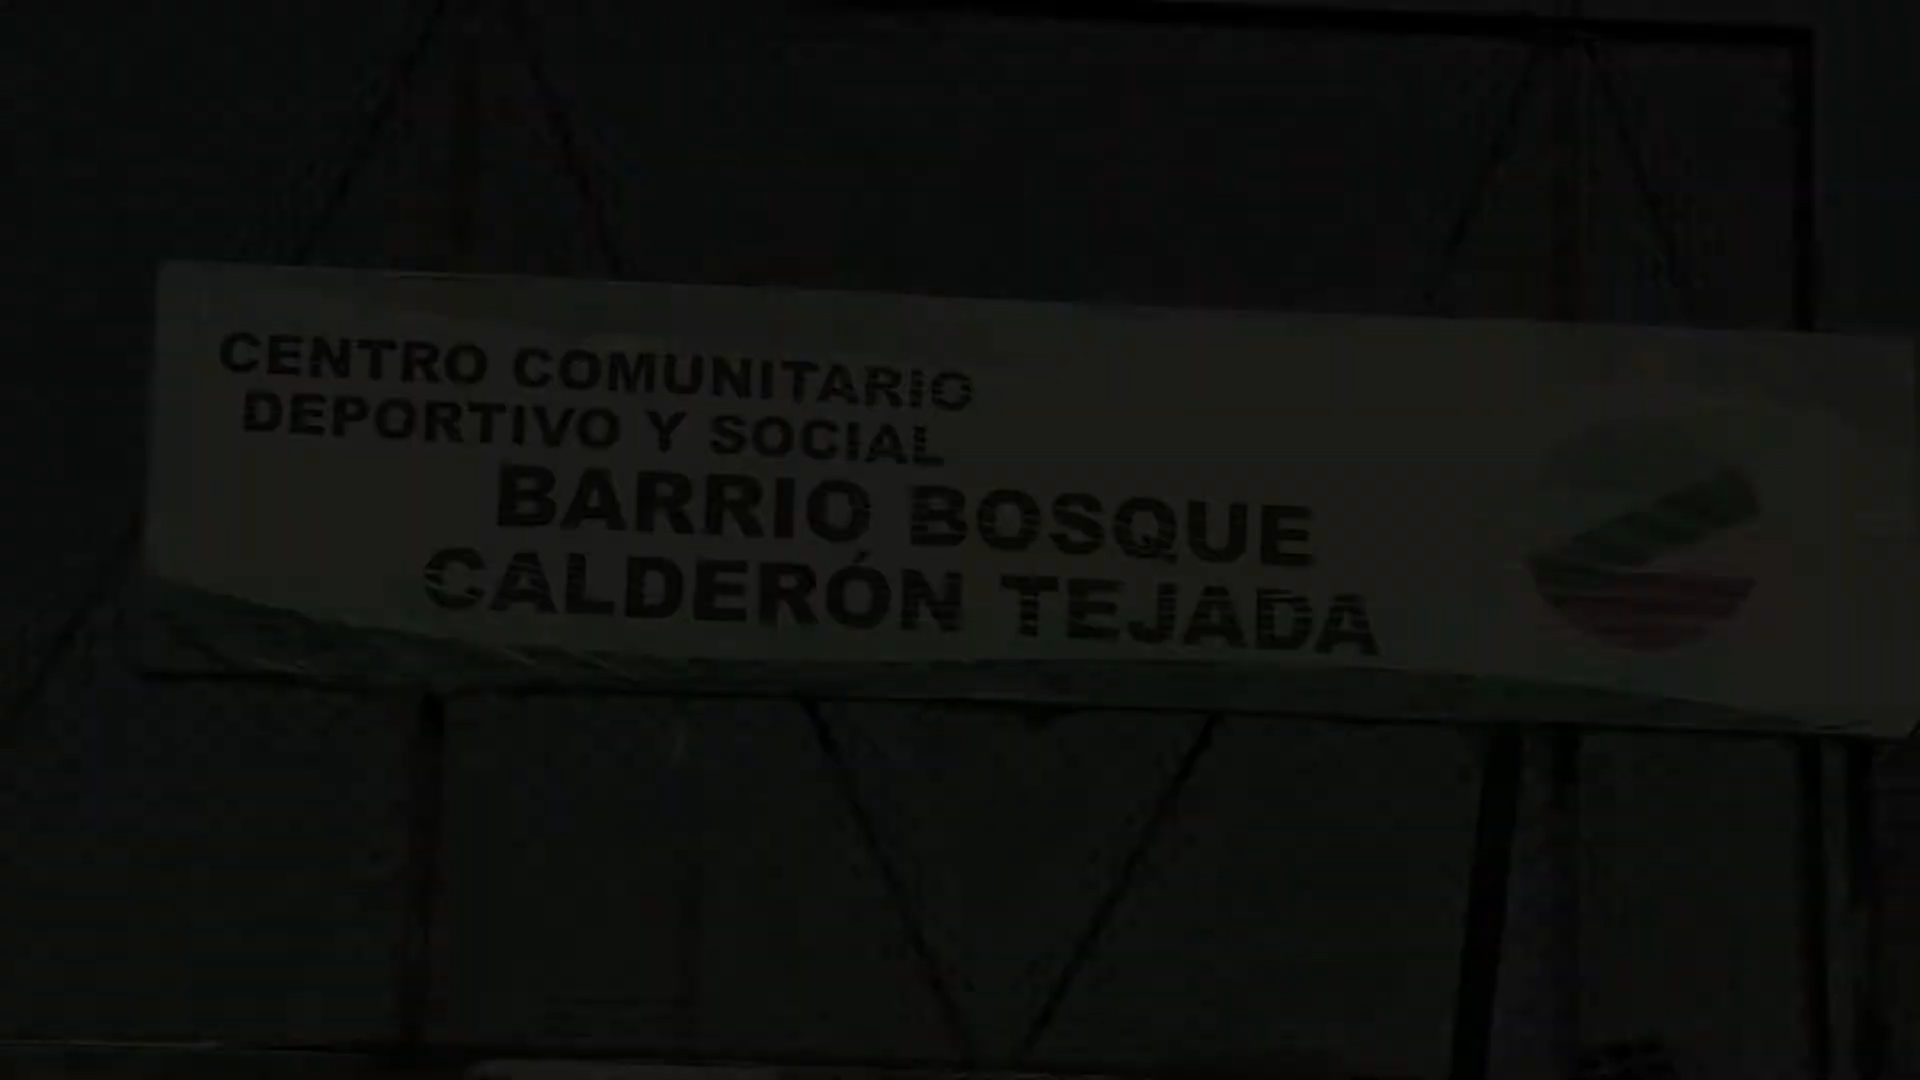 CENTRO COMUNITARIO
DEPORTIVO Y SOCIAL
BARRIO BOSQUE
CALDERÓN TEJADA